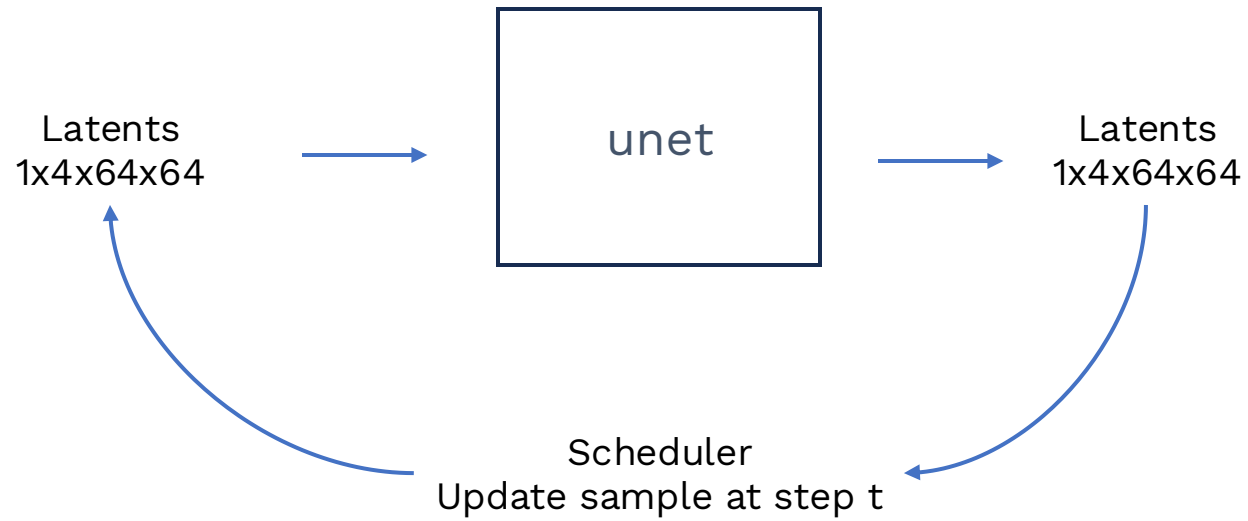 Latents
1x4x64x64
unet
Latents
1x4x64x64
Scheduler
Update sample at step t